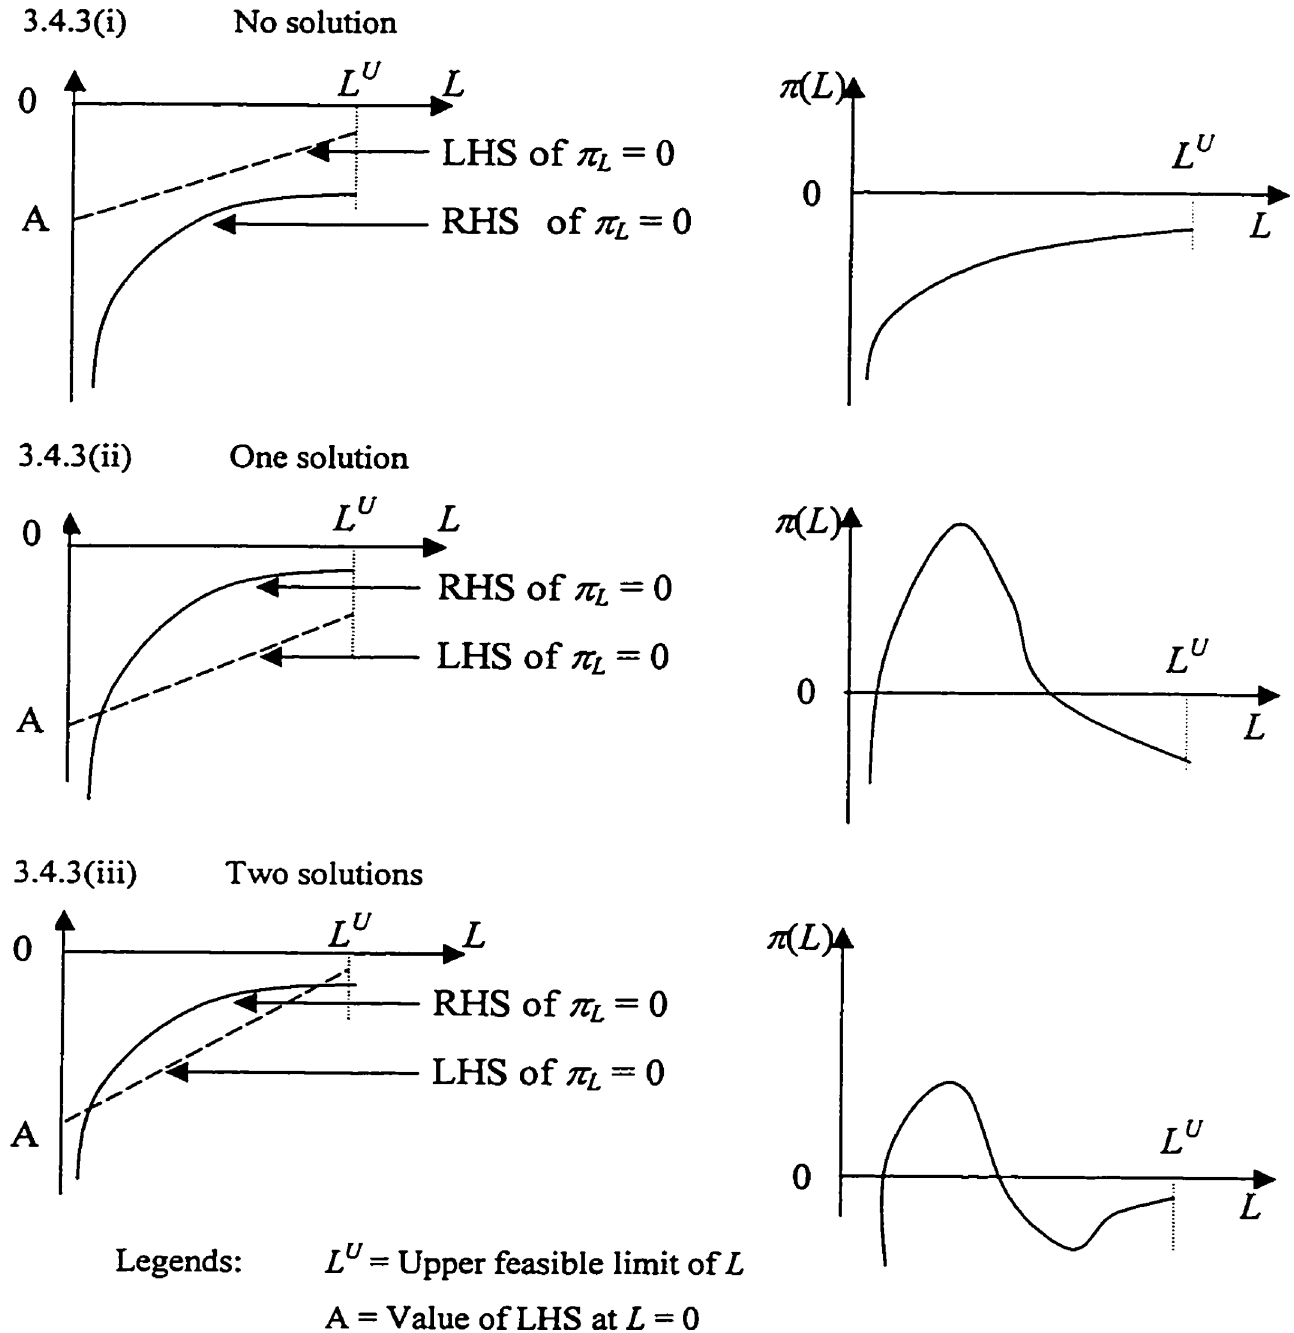 3.4.3(i) No solution
0 L^U L
LHS of π_L = 0
A RHS of π_L = 0
π(L)
L^U
0
L
3.4.3(ii) One solution
0 L^U L
RHS of π_L = 0
LHS of π_L = 0
A
π(L)
L^U
0
L
3.4.3(iii) Two solutions
0 L^U L
RHS of π_L = 0
LHS of π_L = 0
A
π(L)
L^U
0
L
Legends: L^U = Upper feasible limit of L
A = Value of LHS at L = 0